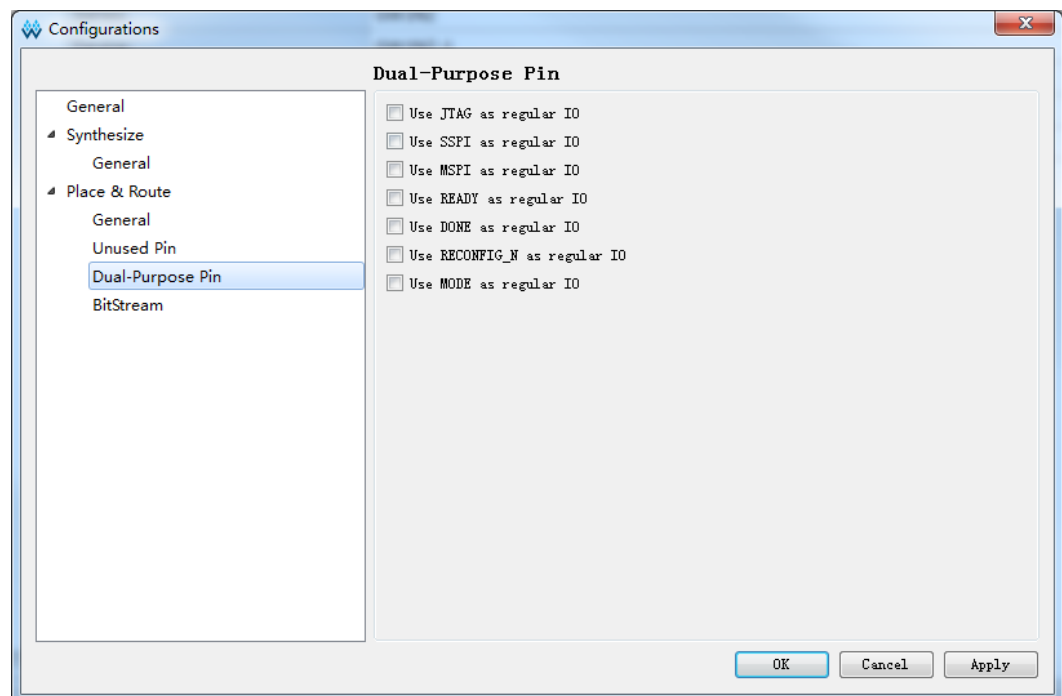 Configurations
Dual-Purpose Pin
General
Synthesize
General
Place & Route
General
Unused Pin
Dual-Purpose Pin
BitStream
Use JTAG as regular IO
Use SSPI as regular IO
Use MSPI as regular IO
Use READY as regular IO
Use DONE as regular IO
Use RECONFIG_N as regular IO
Use MODE as regular IO
OK
Cancel
Apply